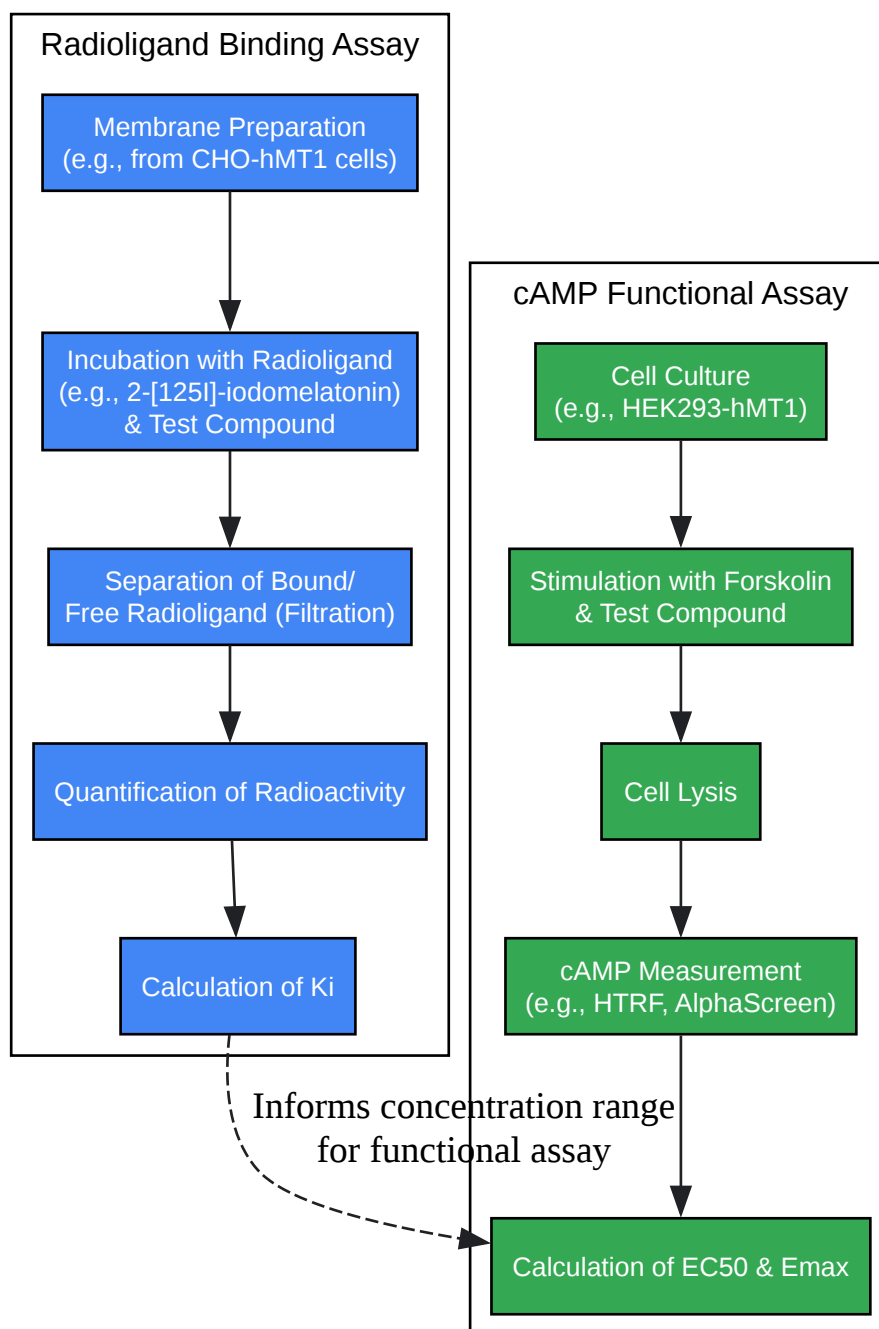 Radioligand Binding Assay
Membrane Preparation
(e.g., from CHO-hMT1 cells)
Incubation with Radioligand
(e.g., 2-[125I]-iodomelatonin)
& Test Compound
Separation of Bound/
Free Radioligand (Filtration)
Quantification of Radioactivity
Calculation of Ki
Informs concentration range
for functional assay
cAMP Functional Assay
Cell Culture
(e.g., HEK293-hMT1)
Stimulation with Forskolin
& Test Compound
Cell Lysis
cAMP Measurement
(e.g., HTRF, AlphaScreen)
Calculation of EC50 & Emax